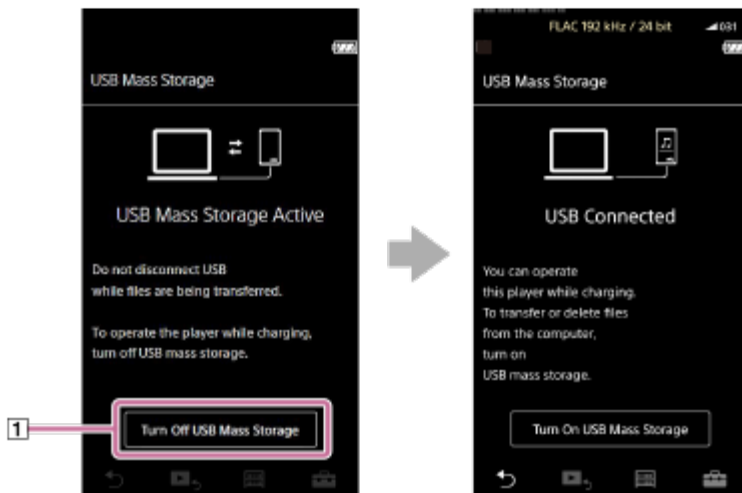 USB Mass Storage
USB Mass Storage Active
Do not disconnect USB
while files are being transferred.
To operate the player while charging,
turn off USB mass storage.
1
Turn Off USB Mass Storage
FLAC 192 kHz / 24 bit
031
USB Mass Storage
USB Connected
You can operate
this player while charging.
To transfer or delete files
from the computer,
turn on
USB mass storage.
Turn On USB Mass Storage